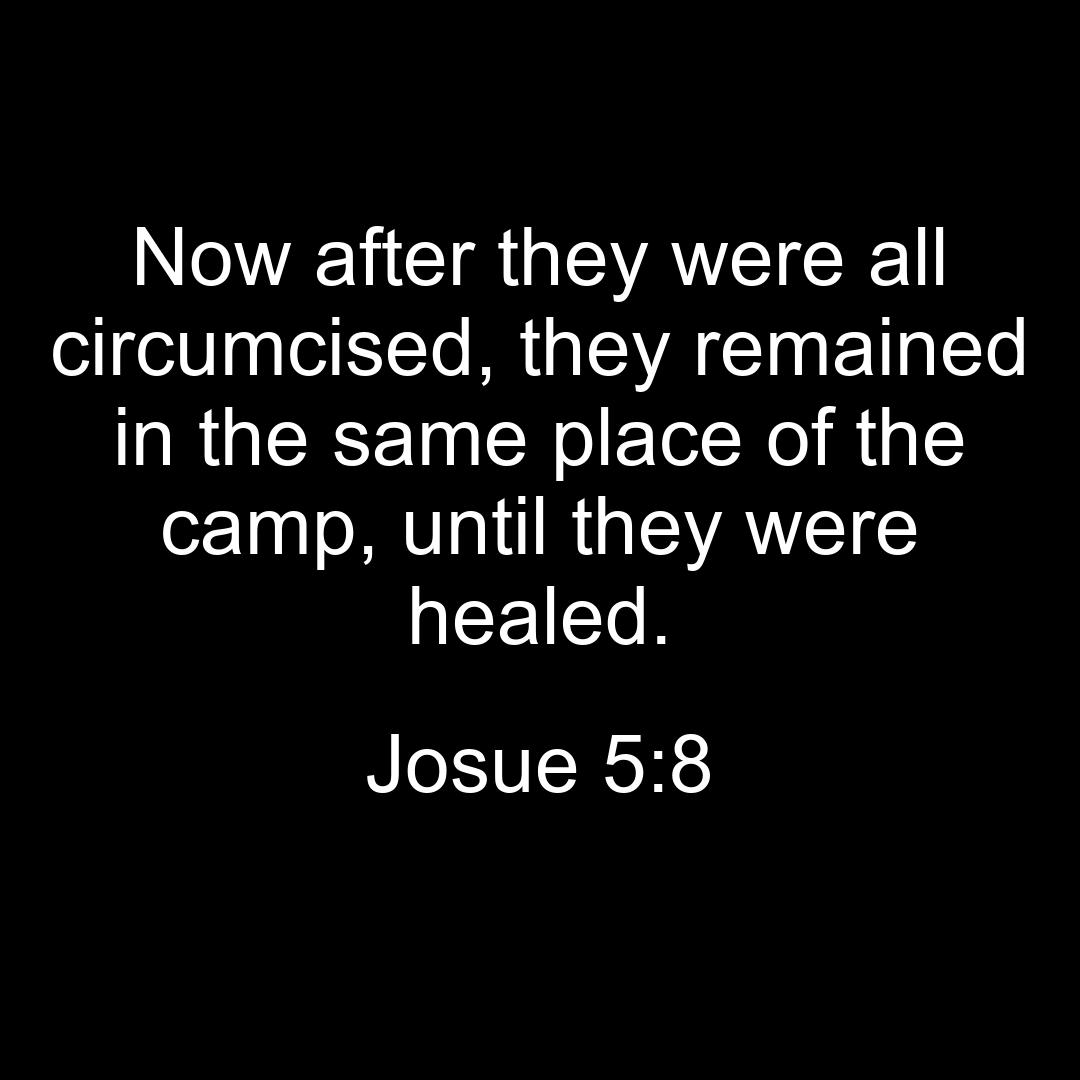 Now after they were all
circumcised, they remained
in the same place of the
camp, until they were
healed.
Josue 5:8